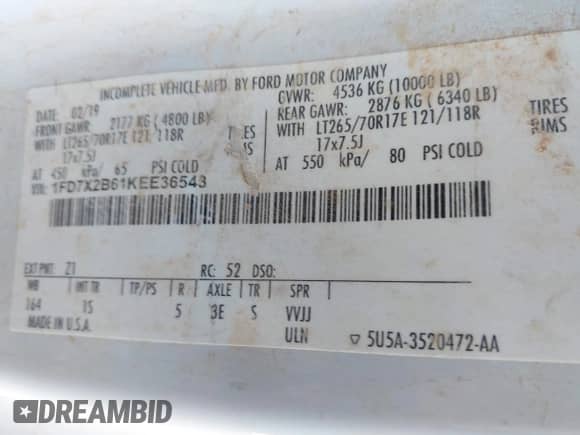 INCOMPLETE VEHICLE MFD. BY FORD MOTOR COMPANY
DATE: 02/19 GVWR: 4536 KG (10000 LB)
FRONT GAWR: 2177 KG ( 4800 LB) REAR GAWR: 2876 KG ( 6340 LB)
WITH LT265/70R17E 121/118R TIRES WITH LT265/70R17E 121/118R TIRES
17x7.5J RIMS 17x7.5J RIMS
AT 450 kPa/ 65 PSI COLD AT 550 kPa/ 80 PSI COLD
VIN: 1FD7X2B61KEE36543
EXT PNT: Z1 RC: 52 DSO:
WB INT TR TP/PS R AXLE TR SPR
164 1S 5 3E S VVJJ
MADE IN U.S.A. ULN ▽ 5U5A-3520472-AA
DREAMBID